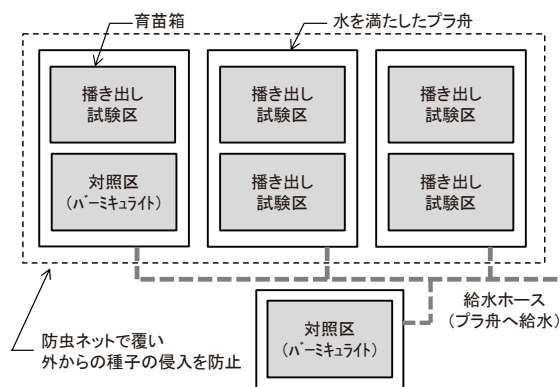 育苗箱
水を満たしたプラ舟
播き出し
試験区
播き出し
試験区
播き出し
試験区
対照区
(バーミキュライト)
播き出し
試験区
播き出し
試験区
給水ホース
(プラ舟へ給水)
防虫ネットで覆い
外からの種子の侵入を防止
対照区
(バーミキュライト)